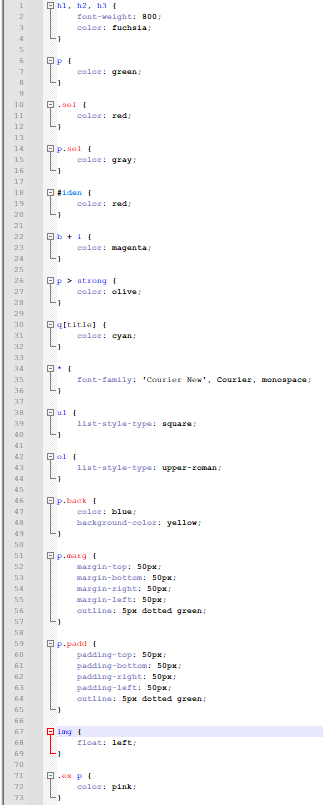 1 h1, h2, h3 {
2 font-weight: 800;
3 color: fuchsia;
4 }
5
6 p {
7 color: green;
8 }
9
10 .sel {
11 color: red;
12 }
13
14 p.sel {
15 color: gray;
16 }
17
18 #iden {
19 color: red;
20 }
21
22 b + i {
23 color: magenta;
24 }
25
26 p > strong {
27 color: olive;
28 }
29
30 q[title] {
31 color: cyan;
32 }
33
34 * {
35 font-family: 'Courier New', Courier, monospace;
36 }
37
38 ul {
39 list-style-type: square;
40 }
41
42 ol {
43 list-style-type: upper-roman;
44 }
45
46 p.back {
47 color: blue;
48 background-color: yellow;
49 }
50
51 p.marg {
52 margin-top: 50px;
53 margin-bottom: 50px;
54 margin-right: 50px;
55 margin-left: 50px;
56 outline: 5px dotted green;
57 }
58
59 p.padd {
60 padding-top: 50px;
61 padding-bottom: 50px;
62 padding-right: 50px;
63 padding-left: 50px;
64 outline: 5px dotted green;
65 }
66
67 img {
68 float: left;
69 }
70
71 .ex p {
72 color: pink;
73 }